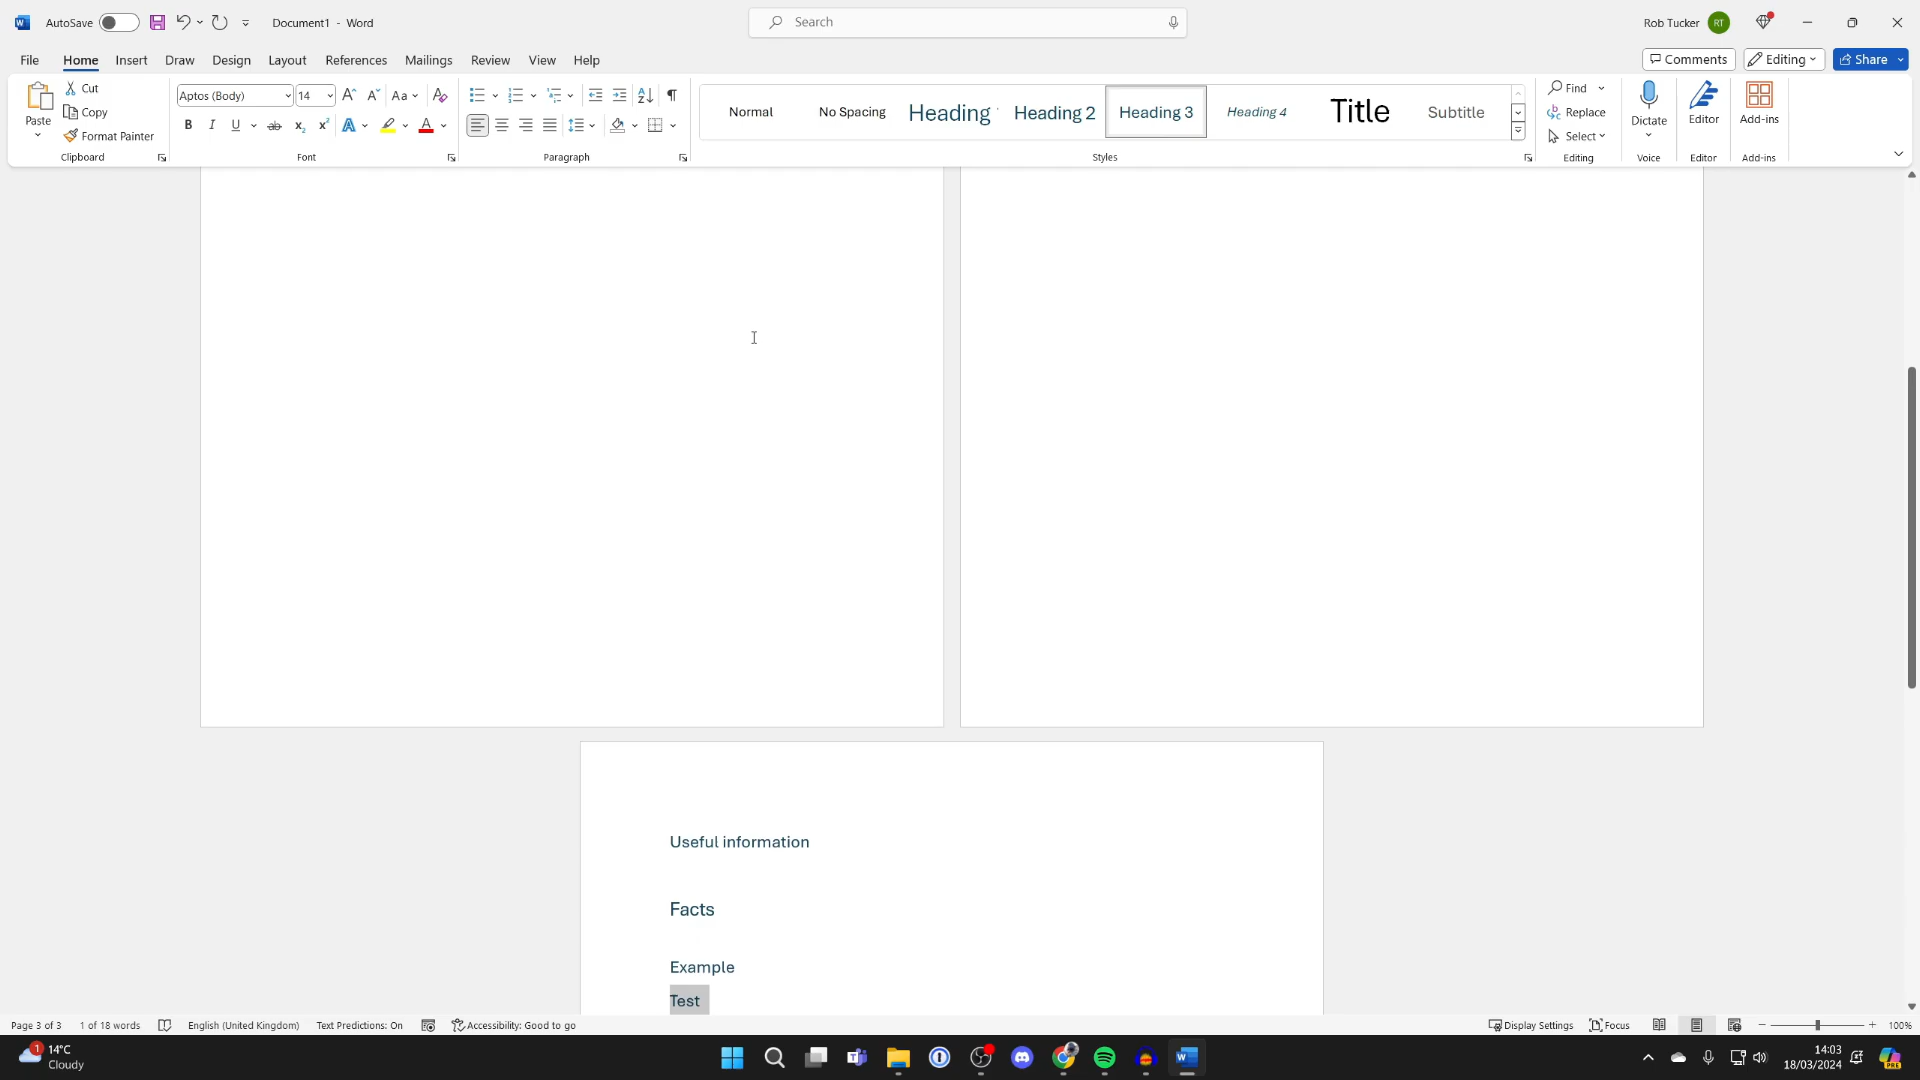 AutoSave
Document1 - Word
Search
Rob Tucker
RT
File
Home
Insert
Draw
Design
Layout
References
Mailings
Review
View
Help
Comments
Editing
Share
Paste
Cut
Copy
Format Painter
Clipboard
Aptos (Body)
14
Font
Paragraph
Normal
No Spacing
Heading
Heading 2
Heading 3
Heading 4
Title
Subtitle
Styles
Find
Replace
Select
Editing
Dictate
Voice
Editor
Editor
Add-ins
Add-ins
Useful information
Facts
Example
Test
Page 3 of 3
1 of 18 words
English (United Kingdom)
Text Predictions: On
Accessibility: Good to go
Display Settings
Focus
100%
1
14°C
Cloudy
14:03
18/03/2024